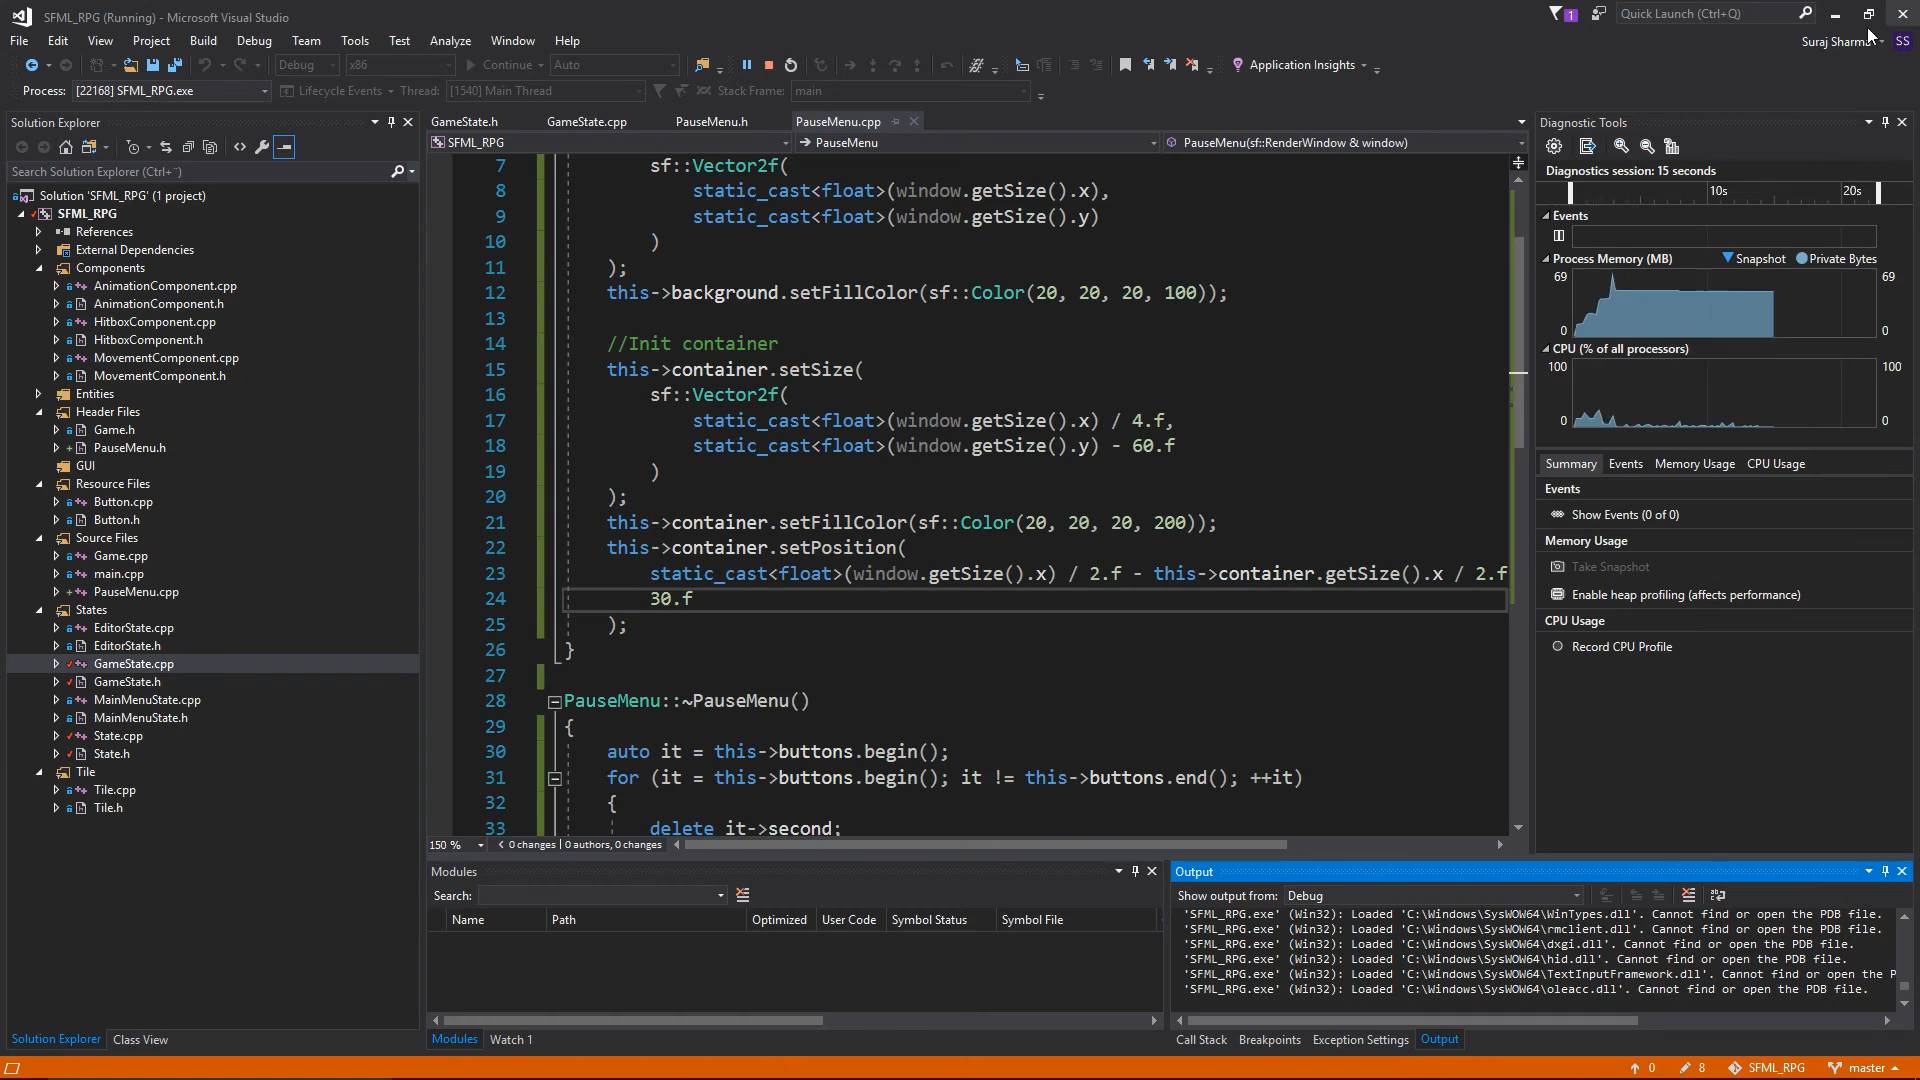 SFML_RPG (Running) - Microsoft Visual Studio
1
Quick Launch (Ctrl+Q)
File Edit View Project Build Debug Team Tools Test Analyze Window Help
Suraj Sharma SS
Debug x86 Continue Auto Application Insights
Process: [22168] SFML_RPG.exe Lifecycle Events Thread: [1540] Main Thread Stack Frame: main
Solution Explorer
Search Solution Explorer (Ctrl+¨)
Solution 'SFML_RPG' (1 project)
SFML_RPG
References
External Dependencies
Components
AnimationComponent.cpp
AnimationComponent.h
HitboxComponent.cpp
HitboxComponent.h
MovementComponent.cpp
MovementComponent.h
Entities
Header Files
Game.h
PauseMenu.h
GUI
Resource Files
Button.cpp
Button.h
Source Files
Game.cpp
main.cpp
PauseMenu.cpp
States
EditorState.cpp
EditorState.h
GameState.cpp
GameState.h
MainMenuState.cpp
MainMenuState.h
State.cpp
State.h
Tile
Tile.cpp
Tile.h
Solution Explorer Class View
GameState.h GameState.cpp PauseMenu.h PauseMenu.cpp
SFML_RPG PauseMenu PauseMenu(sf::RenderWindow & window)
7 sf::Vector2f(
8 static_cast<float>(window.getSize().x),
9 static_cast<float>(window.getSize().y)
10 )
11 );
12 this->background.setFillColor(sf::Color(20, 20, 20, 100));
13
14 //Init container
15 this->container.setSize(
16 sf::Vector2f(
17 static_cast<float>(window.getSize().x) / 4.f,
18 static_cast<float>(window.getSize().y) - 60.f
19 )
20 );
21 this->container.setFillColor(sf::Color(20, 20, 20, 200));
22 this->container.setPosition(
23 static_cast<float>(window.getSize().x) / 2.f - this->container.getSize().x / 2.f
24 30.f
25 );
26 }
27
28 PauseMenu::~PauseMenu()
29 {
30 auto it = this->buttons.begin();
31 for (it = this->buttons.begin(); it != this->buttons.end(); ++it)
32 {
33 delete it->second;
150 % 0 changes | 0 authors, 0 changes
Modules
Search:
Name Path Optimized User Code Symbol Status Symbol File
Modules Watch 1
Diagnostic Tools
Diagnostics session: 15 seconds
10s 20s
Events
Process Memory (MB) Snapshot Private Bytes
69 69
0 0
CPU (% of all processors)
100 100
0 0
Summary Events Memory Usage CPU Usage
Events
Show Events (0 of 0)
Memory Usage
Take Snapshot
Enable heap profiling (affects performance)
CPU Usage
Record CPU Profile
Output
Show output from: Debug
'SFML_RPG.exe' (Win32): Loaded 'C:\Windows\SysWOW64\WinTypes.dll'. Cannot find or open the PDB file.
'SFML_RPG.exe' (Win32): Loaded 'C:\Windows\SysWOW64\rmclient.dll'. Cannot find or open the PDB file.
'SFML_RPG.exe' (Win32): Loaded 'C:\Windows\SysWOW64\dxgi.dll'. Cannot find or open the PDB file.
'SFML_RPG.exe' (Win32): Loaded 'C:\Windows\SysWOW64\hid.dll'. Cannot find or open the PDB file.
'SFML_RPG.exe' (Win32): Loaded 'C:\Windows\SysWOW64\TextInputFramework.dll'. Cannot find or open the P
'SFML_RPG.exe' (Win32): Loaded 'C:\Windows\SysWOW64\oleacc.dll'. Cannot find or open the PDB file.
Call Stack Breakpoints Exception Settings Output
0 8 SFML_RPG master